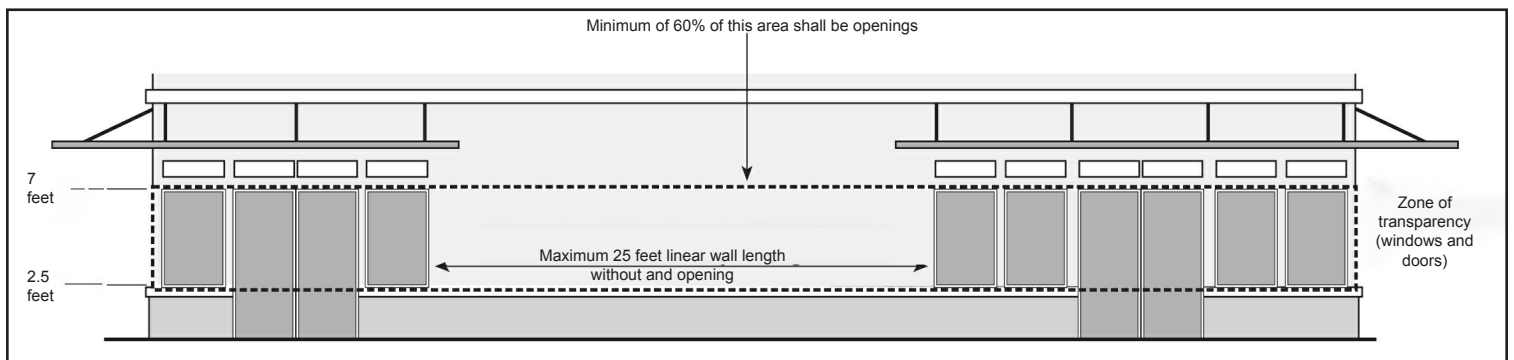 Minimum of 60% of this area shall be openings
7
feet
Zone of
transparency
(windows and
doors)
Maximum 25 feet linear wall length
without and opening
2.5
feet